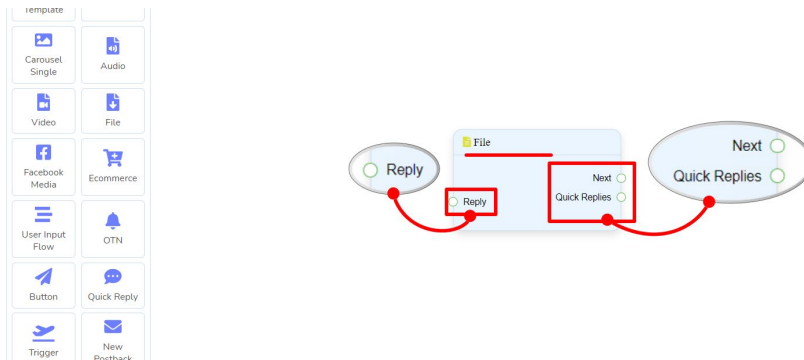 Template
Carousel
Single
Audio
Video
File
Facebook
Media
Ecommerce
User Input
Flow
OTN
Button
Quick Reply
Trigger
New
Postback
File
Reply
Next
Quick Replies
Reply
Next
Quick Replies